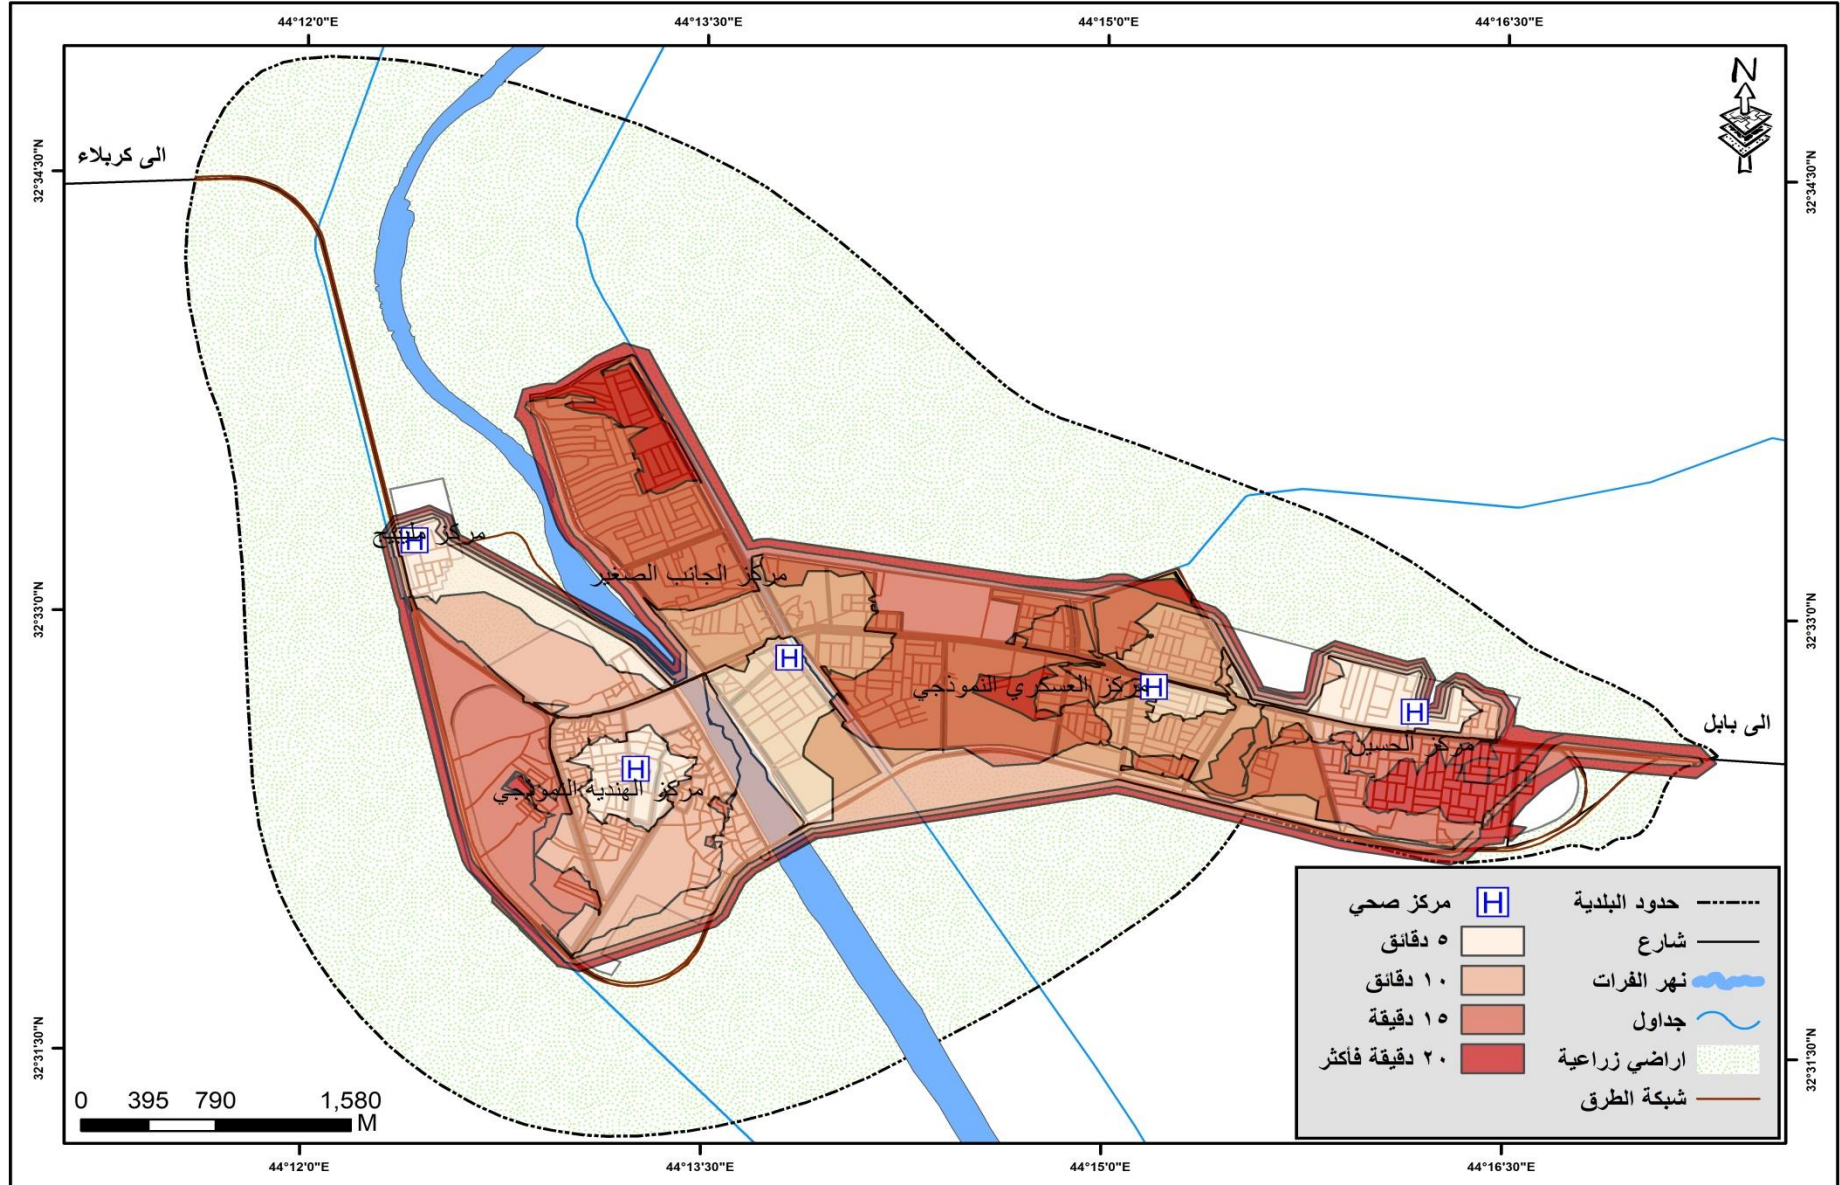 44°12'0"E
44°13'30"E
44°15'0"E
44°16'30"E
N
32°34'30"N
32°34'30"N
الى كربلاء
مركز مليبيج
H
مركز الجانب الصغير
32°33'0"N
32°33'0"N
H
مركز العسكري النموذجي
H
H
الى بابل
مركز الحسين
H
مركز الهندية النموذجي
حدود البلدية
شارع
نهر الفرات
جداول
اراضي زراعية
شبكة الطرق
H
مركز صحي
٥ دقائق
١٠ دقائق
١٥ دقيقة
٢٠ دقيقة فأكثر
32°31'30"N
32°31'30"N
0 395 790 1,580
M
44°12'0"E
44°13'30"E
44°15'0"E
44°16'30"E